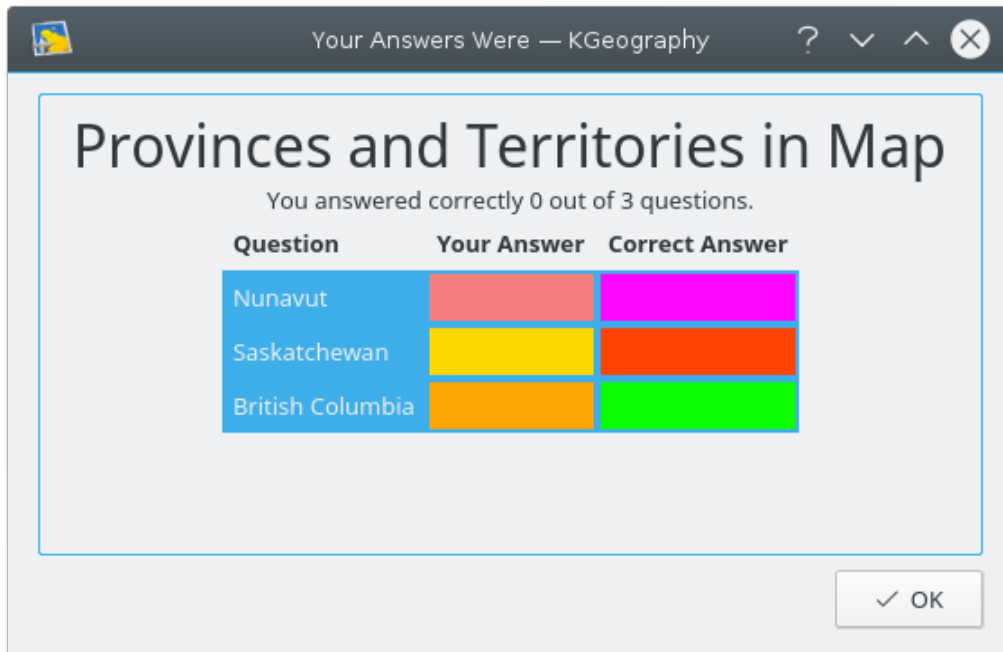 Your Answers Were — KGeography
Provinces and Territories in Map
You answered correctly 0 out of 3 questions.
Question Your Answer Correct Answer
Nunavut
Saskatchewan
British Columbia
OK